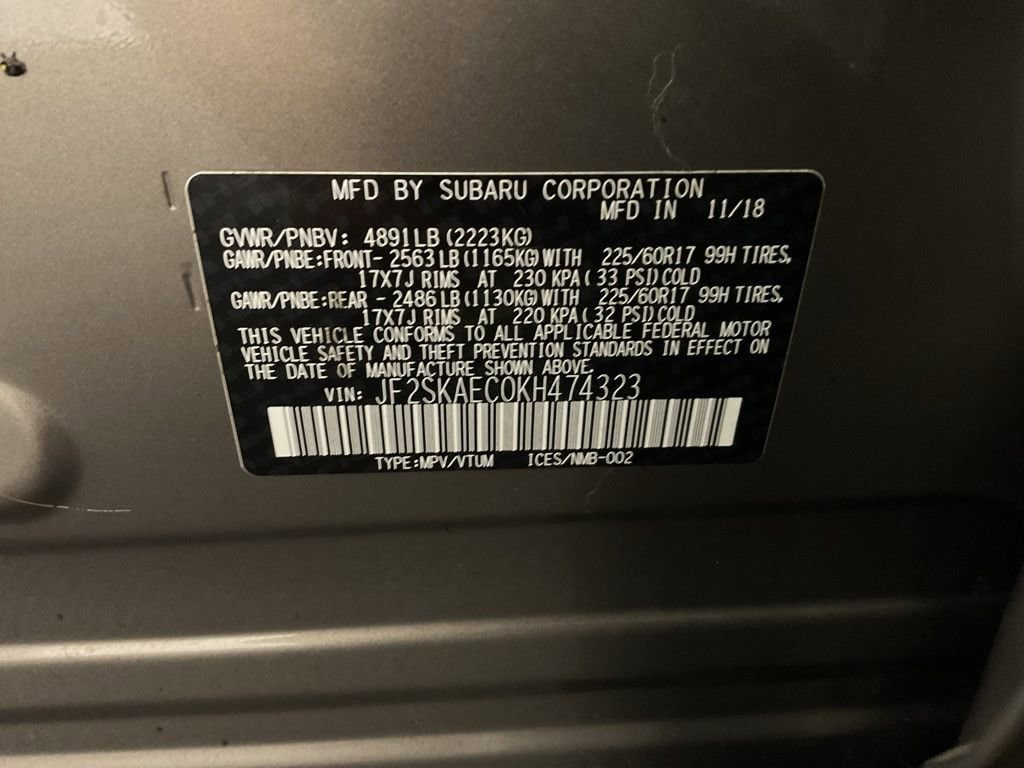 MFD BY SUBARU CORPORATION
MFD IN 11/18
GVWR/PNBV: 4891LB(2223KG)
GAWR/PNBE:FRONT- 2563LB(1165KG)WITH 225/60R17 99H TIRES,
17X7J RIMS AT 230 KPA( 33 PSI)COLD
GAWR/PNBE:REAR - 2486LB(1130KG)WITH 225/60R17 99H TIRES,
17X7J RIMS AT 220 KPA( 32 PSI)COLD
THIS VEHICLE CONFORMS TO ALL APPLICABLE FEDERAL MOTOR
VEHICLE SAFETY AND THEFT PREVENTION STANDARDS IN EFFECT ON
THE DATE OF MANUFACTURE SHOWN ABOVE.
VIN: JF2SKAEC0KH474323
TYPE:MPV/VTUM ICES/NMB-002